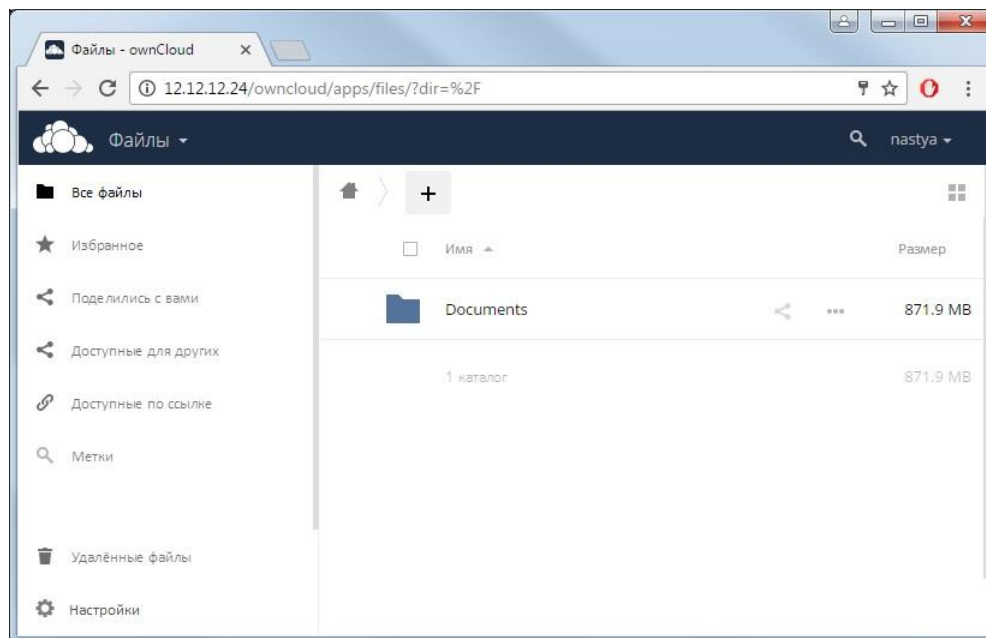 Файлы - ownCloud
12.12.12.24/owncloud/apps/files/?dir=%2F
Файлы
nastya
Все файлы
Избранное
Поделились с вами
Доступные для других
Доступные по ссылке
Метки
Удалённые файлы
Настройки
+
Имя
Размер
Documents
871.9 MB
1 каталог
871.9 MB